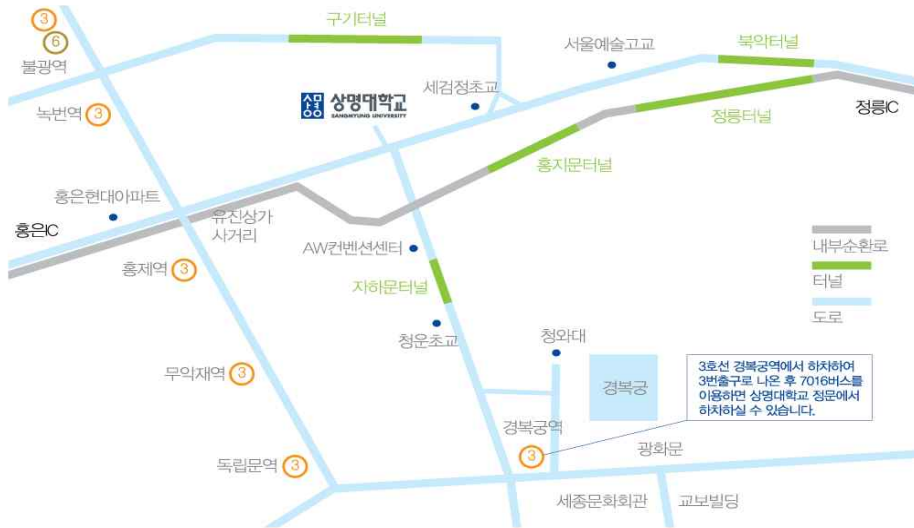 3
6
불광역
구기터널
서울예술고교
북악터널
녹번역 3
상명대학교
SANGMYUNG UNIVERSITY
세검정초교
정릉터널
정릉IC
홍지문터널
홍은현대아파트
홍은IC
유진상가
사거리
AW컨벤션센터
내부순환로
홍제역 3
자하문터널
터널
도로
청운초교
청와대
무악재역 3
경복궁
3호선 경복궁역에서 하차하여
3번출구로 나온 후 7016버스를
이용하면 상명대학교 정문에서
하차하실 수 있습니다.
경복궁역
3
광화문
독립문역 3
세종문화회관
교보빌딩